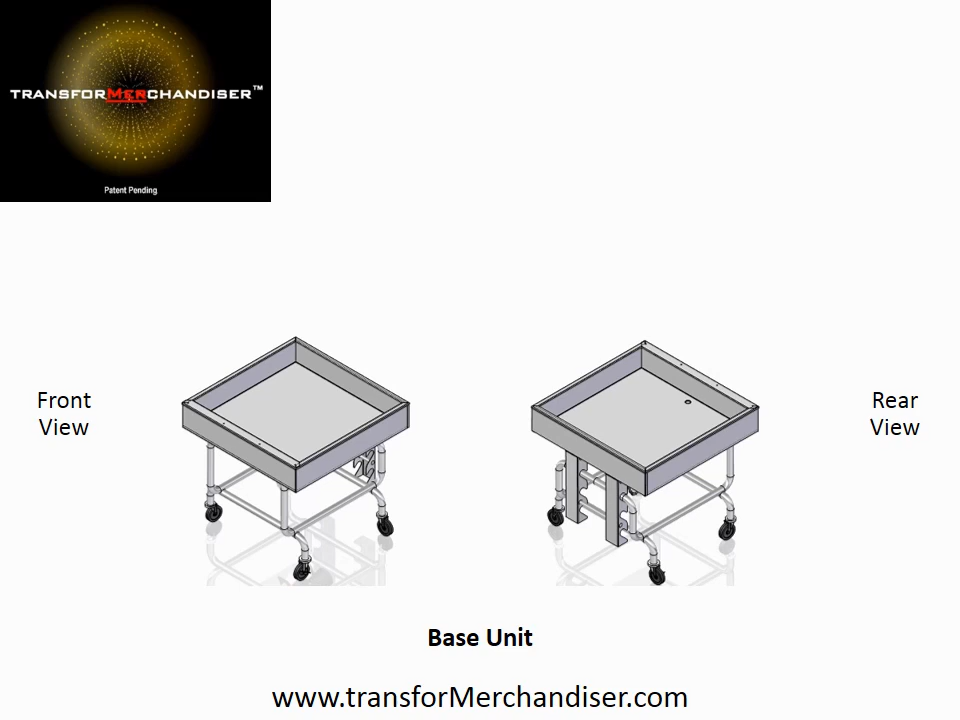 TRANSFORMERCHANDISER™
Patent Pending
Front
View
Rear
View
Base Unit
www.transforMerchandiser.com